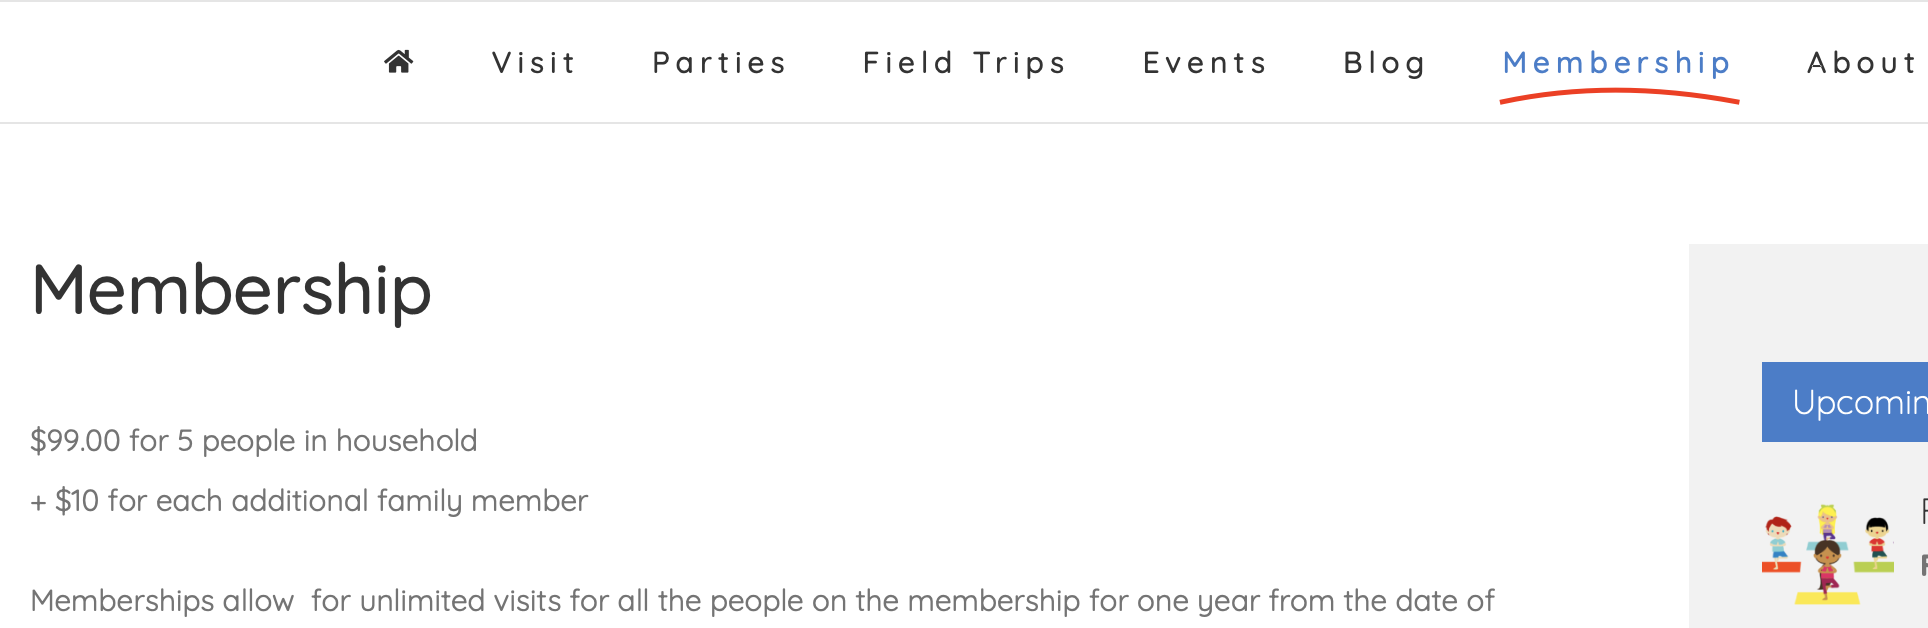 Visit Parties Field Trips Events Blog Membership About
Membership
$99.00 for 5 people in household
+ $10 for each additional family member
Memberships allow for unlimited visits for all the people on the membership for one year from the date of